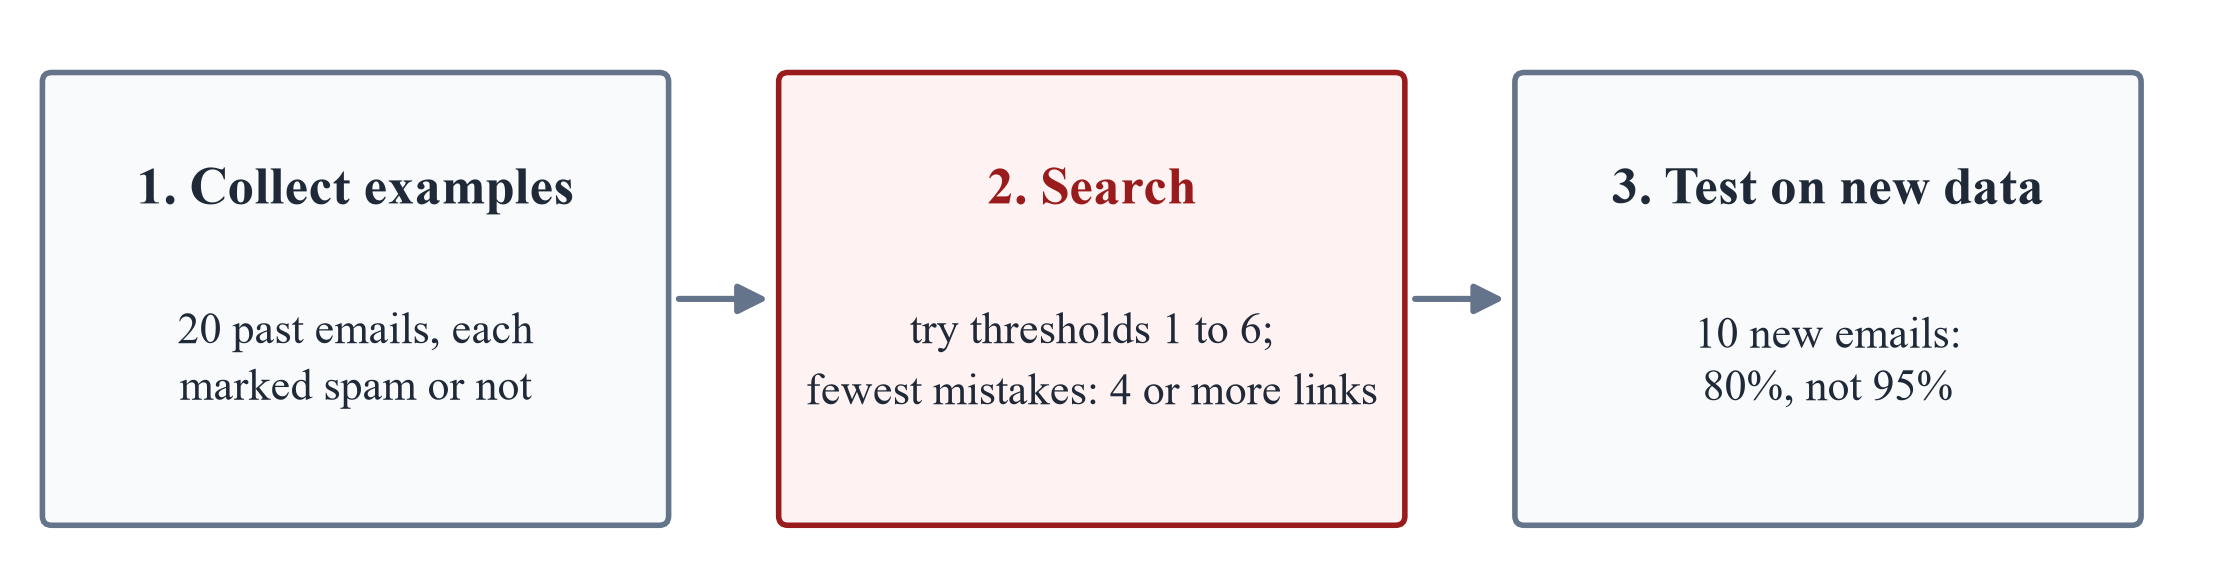 1. Collect examples
20 past emails, each
marked spam or not
2. Search
try thresholds 1 to 6;
fewest mistakes: 4 or more links
3. Test on new data
10 new emails:
80%, not 95%